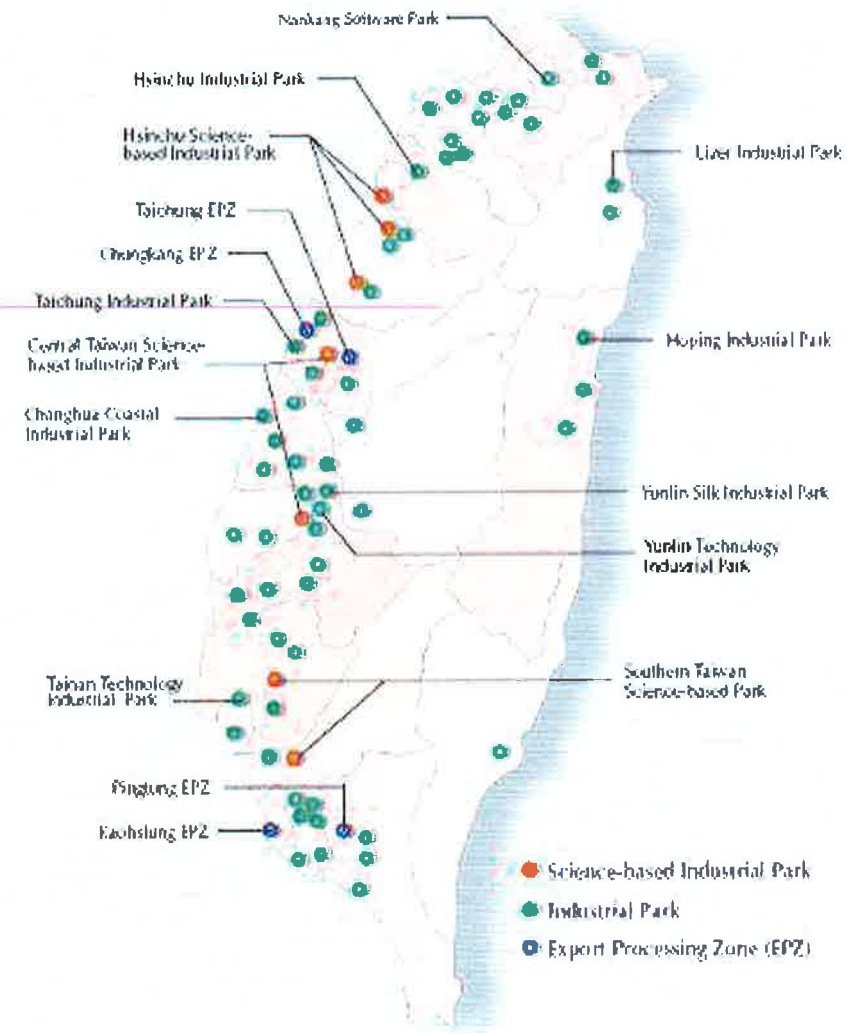 Nankang Software Park
Hsinchu Industrial Park
Hsinchu Science-
based Industrial Park
Taichung EPZ
Chungkang EPZ
Taichung Industrial Park
Central Taiwan Science-
based Industrial Park
Changhua Coastal
Industrial Park
Tainan Technology
Industrial Park
Pingtung EPZ
Kaohsiung EPZ
Industrial Park
Hoping Industrial Park
Yunlin Silk Industrial Park
Yunlin Technology
Industrial Park
Southern Taiwan
Science-based Park
Science-based Industrial Park
Industrial Park
Export Processing Zone (EPZ)